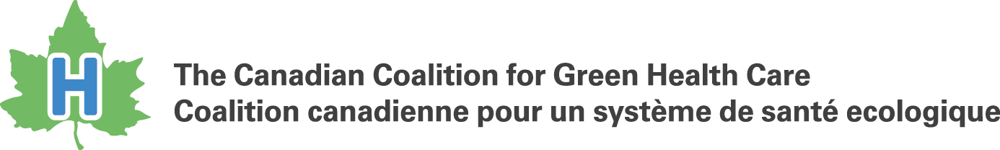 H
The Canadian Coalition for Green Health Care
Coalition canadienne pour un système de santé ecologique